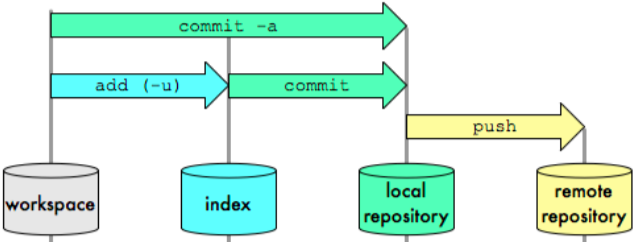 commit -a
add (-u)
commit
push
workspace
index
local
repository
remote
repository